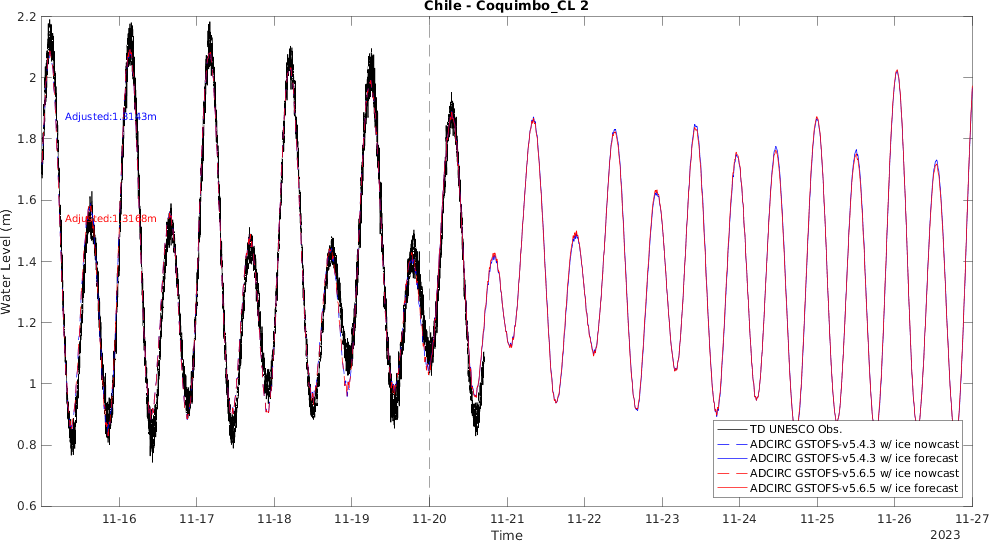 Chile - Coquimbo_CL 2
2.2
2
1.8
1.6
1.4
1.2
1
0.8
0.6
Water Level (m)
Adjusted:1.3143m
Adjusted:1.3168m
TD UNESCO Obs.
ADCIRC GSTOFS-v5.4.3 w/ ice nowcast
ADCIRC GSTOFS-v5.4.3 w/ ice forecast
ADCIRC GSTOFS-v5.6.5 w/ ice nowcast
ADCIRC GSTOFS-v5.6.5 w/ ice forecast
11-16 11-17 11-18 11-19 11-20 11-21 11-22 11-23 11-24 11-25 11-26 11-27
Time
2023